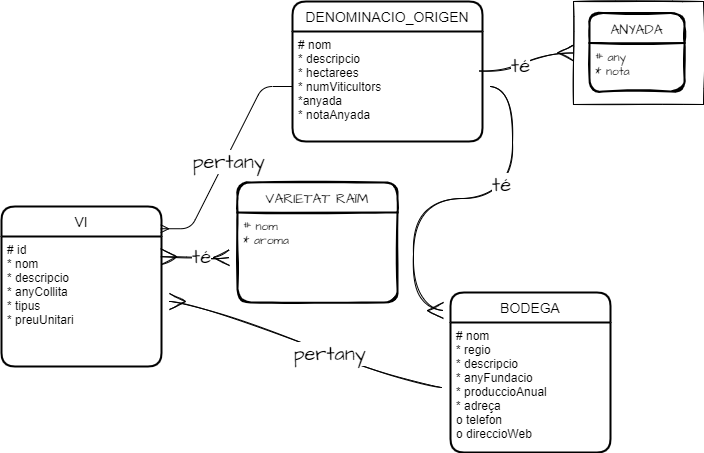 DENOMINACIO_ORIGEN
# nom
* descripcio
* hectarees
* numViticultors
*anyada
* notaAnyada
té
ANYADA
# any
* nota
pertany
té
VI
# id
* nom
* descripcio
* anyCollita
* tipus
* preuUnitari
té
VARIETAT RAIM
# nom
* aroma
pertany
BODEGA
# nom
* regio
* descripcio
* anyFundacio
* produccioAnual
* adreça
o telefon
o direccioWeb